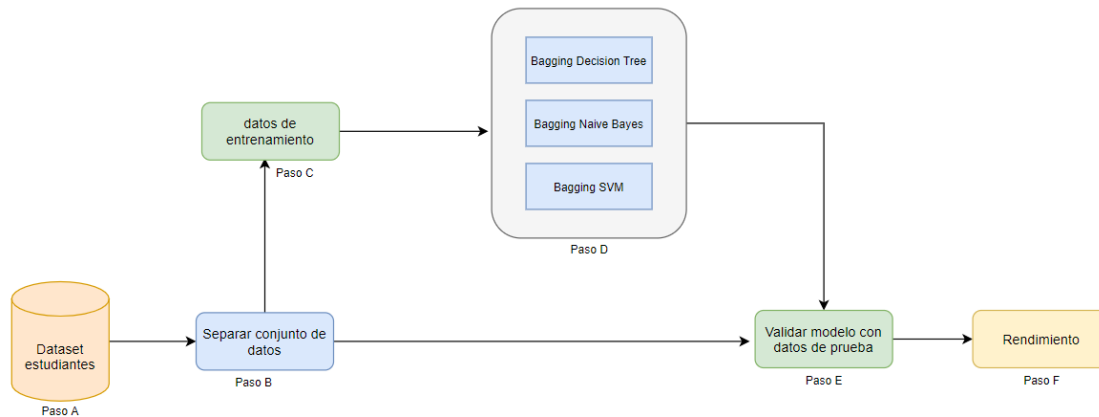 Bagging Decision Tree
Bagging Naive Bayes
Bagging SVM
Paso D
datos de
entrenamiento
Paso C
Dataset
estudiantes
Paso A
Separar conjunto de
datos
Paso B
Validar modelo con
datos de prueba
Paso E
Rendimiento
Paso F